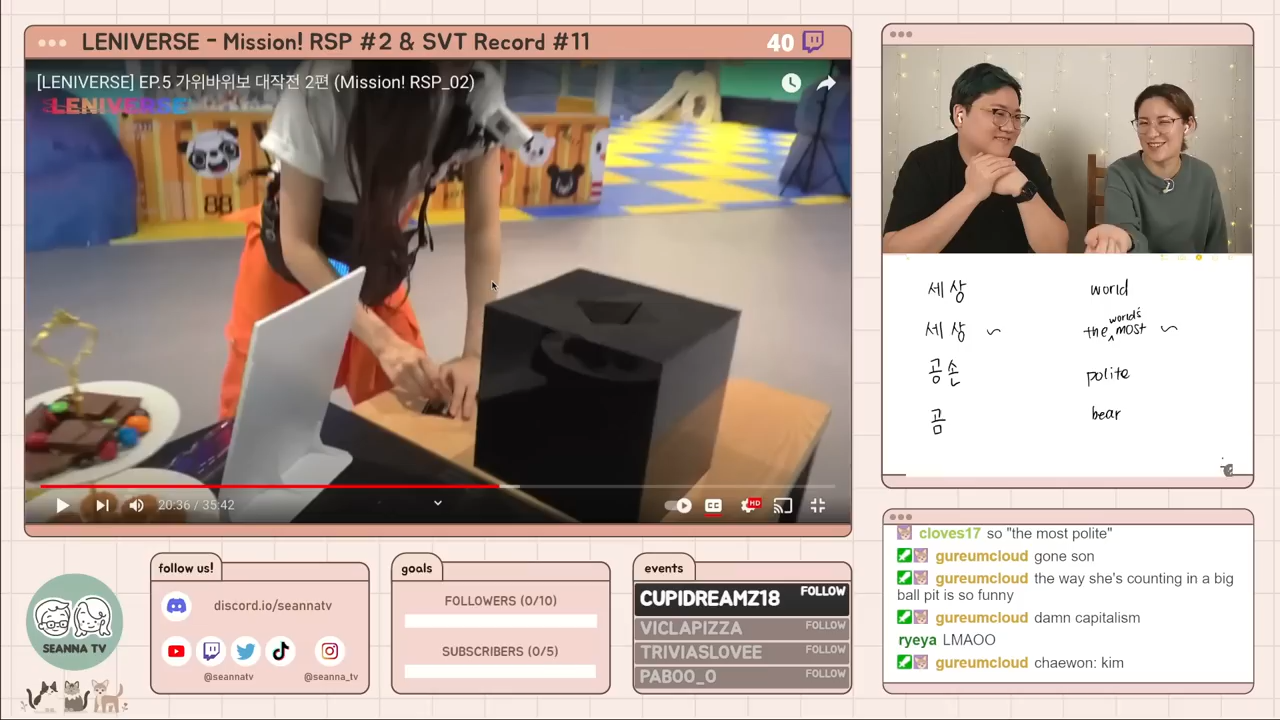 LENIVERSE - Mission! RSP #2 & SVT Record #11
40
[LENIVERSE] EP.5 가위바위보 대작전 2편 (Mission! RSP_02)
LENIVERSE
88
20:36 / 35:42
CC
HD
세상 world
세상 ~ the world's most ~
공손 polite
곰 bear
cloves17 so "the most polite"
gureumcloud gone son
gureumcloud the way she's counting in a big
ball pit is so funny
gureumcloud damn capitalism
ryeya LMAOO
gureumcloud chaewon: kim
SEANNA TV
follow us!
discord.io/seannatv
@seannatv
@seanna_tv
goals
FOLLOWERS (0/10)
SUBSCRIBERS (0/5)
events
CUPIDREAMZ18 FOLLOW
VICLAPIZZA FOLLOW
TRIVIASLOVEE FOLLOW
PABOO_0 FOLLOW